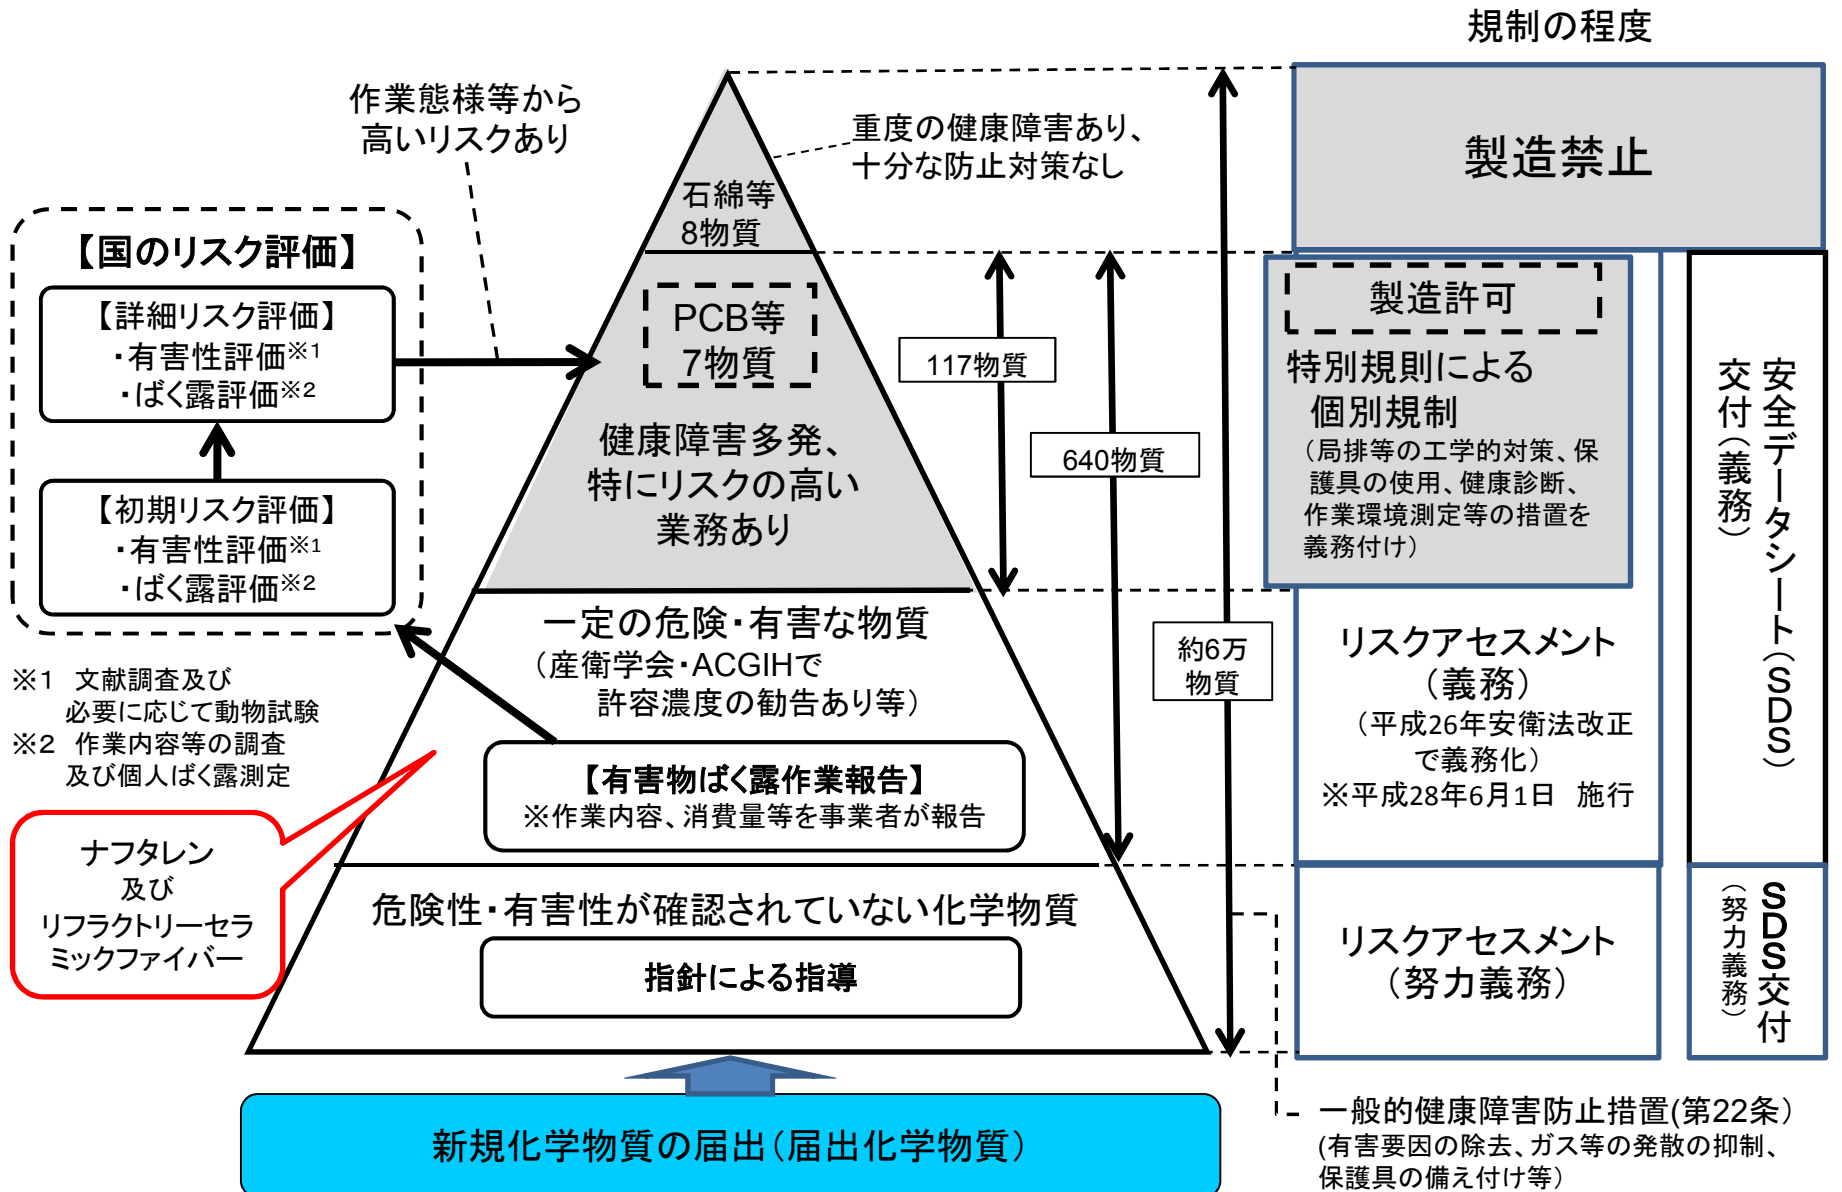 規制の程度
作業態様等から
高いリスクあり
重度の健康障害あり、
十分な防止対策なし
製造禁止
石綿等
8物質
【国のリスク評価】
【詳細リスク評価】
・有害性評価※1
・ばく露評価※2
【初期リスク評価】
・有害性評価※1
・ばく露評価※2
PCB等
7物質
健康障害多発、
特にリスクの高い
業務あり
117物質
640物質
約6万
物質
製造許可
特別規則による
個別規制
（局排等の工学的対策、保
護具の使用、健康診断、
作業環境測定等の措置を
義務付け）
安全データシート（SDS）
交付（義務）
一定の危険・有害な物質
（産衛学会・ACGIHで
許容濃度の勧告あり等）
リスクアセスメント
（義務）
（平成26年安衛法改正
で義務化）
※平成28年6月1日　施行
※1　文献調査及び
必要に応じて動物試験
※2　作業内容等の調査
及び個人ばく露測定
【有害物ばく露作業報告】
※作業内容、消費量等を事業者が報告
ナフタレン
及び
リフラクトリーセラ
ミックファイバー
危険性・有害性が確認されていない化学物質
指針による指導
リスクアセスメント
（努力義務）
SDS交付
（努力義務）
新規化学物質の届出（届出化学物質）
一般的健康障害防止措置(第22条）
(有害要因の除去、ガス等の発散の抑制、
保護具の備え付け等）